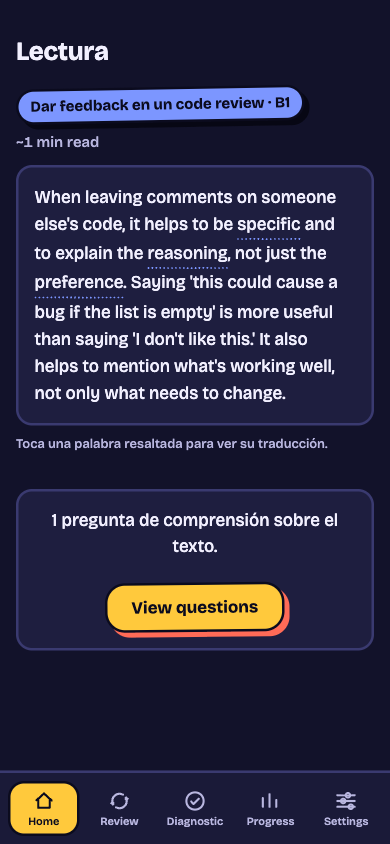 Lectura
Dar feedback en un code review · B1
~1 min read
When leaving comments on someone
else's code, it helps to be specific and
to explain the reasoning, not just the
preference. Saying 'this could cause a
bug if the list is empty' is more useful
than saying 'I don't like this.' It also
helps to mention what's working well,
not only what needs to change.
Toca una palabra resaltada para ver su traducción.
1 pregunta de comprensión sobre el
texto.
View questions
Home
Review
Diagnostic
Progress
Settings